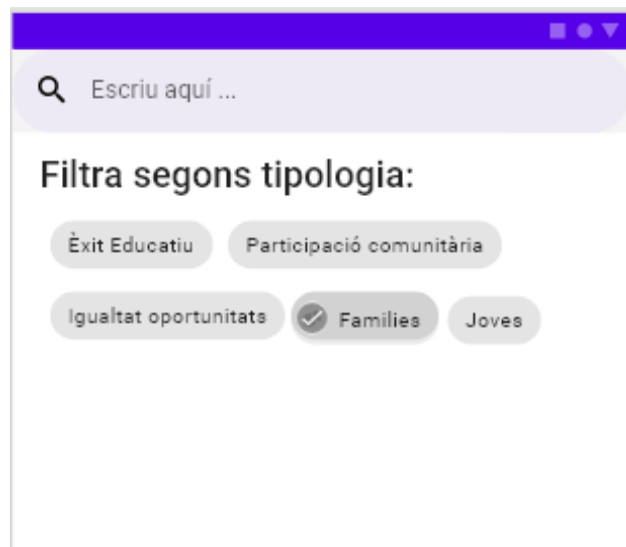 Escriu aquí ...
Filtra segons tipologia:
Èxit Educatiu Participació comunitària
Igualtat oportunitats Families Joves